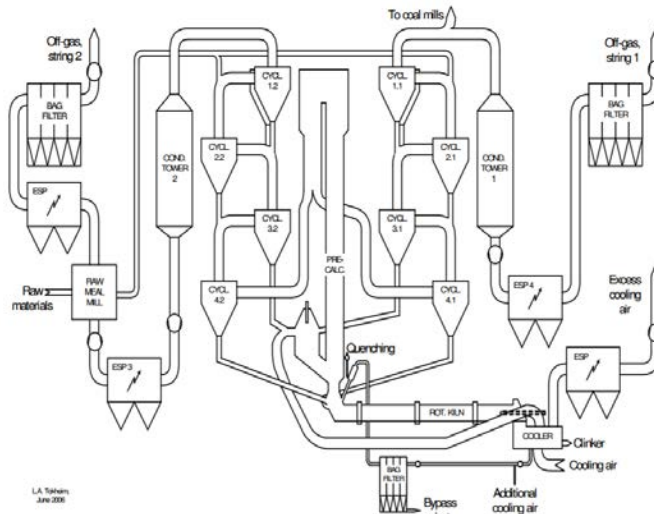 To coal mills
Off-gas,
string 2
Off-gas,
string 1
BAG
FILTER
BAG
FILTER
CYCL
1.2
CYCL
1.1
COND.
TOWER
2
CYCL
2.2
CYCL
2.1
COND.
TOWER
1
ESP
CYCL
3.2
CYCL
3.1
PRE-
CALC.
RAW
MEAL
MILL
Raw
materials
CYCL
4.2
CYCL
4.1
ESP 4
Excess
cooling
air
Quenching
ESP 3
ESP
ROT. KILN
COOLER
Clinker
Cooling air
BAG
FILTER
Additional
cooling air
Bypass
L.A. Tokheim,
June 2006